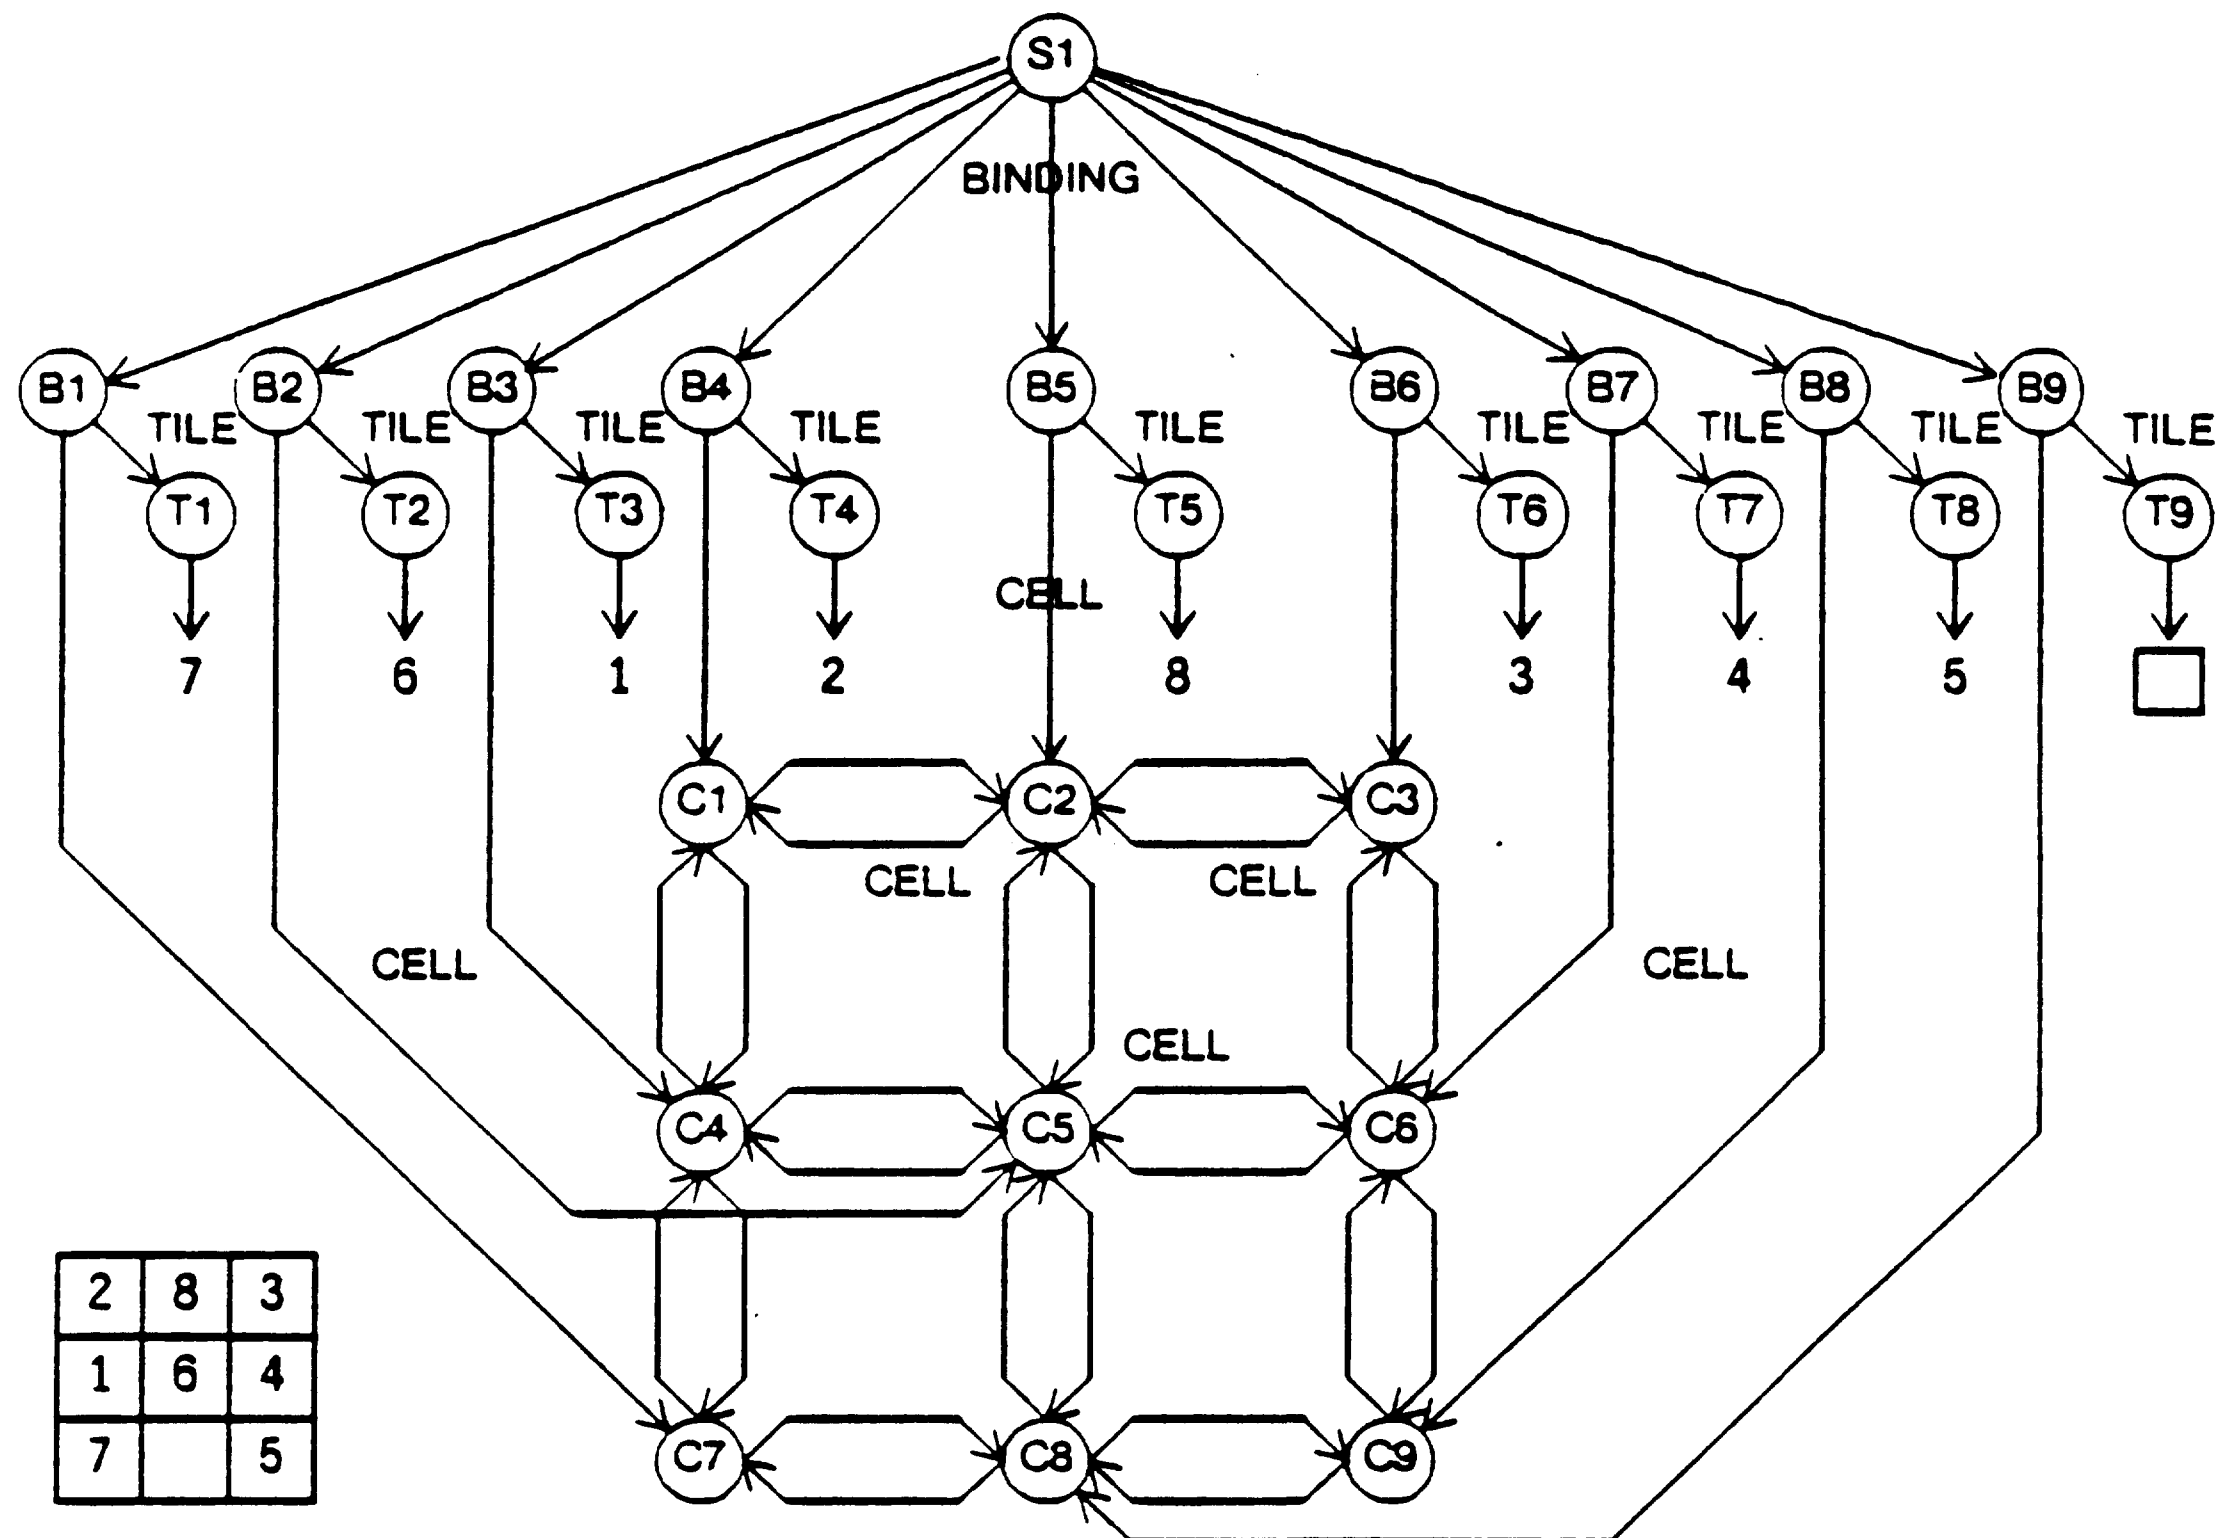 S1
BINDING
B1 B2 B3 B4 B5 B6 B7 B8 B9
TILE TILE TILE TILE TILE TILE TILE TILE TILE
T1 T2 T3 T4 T5 T6 T7 T8 T9
CELL
7 6 1 2 8 3 4 5
C1 C2 C3
CELL CELL
CELL CELL
CELL
C4 C5 C6
2 8 3
1 6 4
7 5
C7 C8 C9